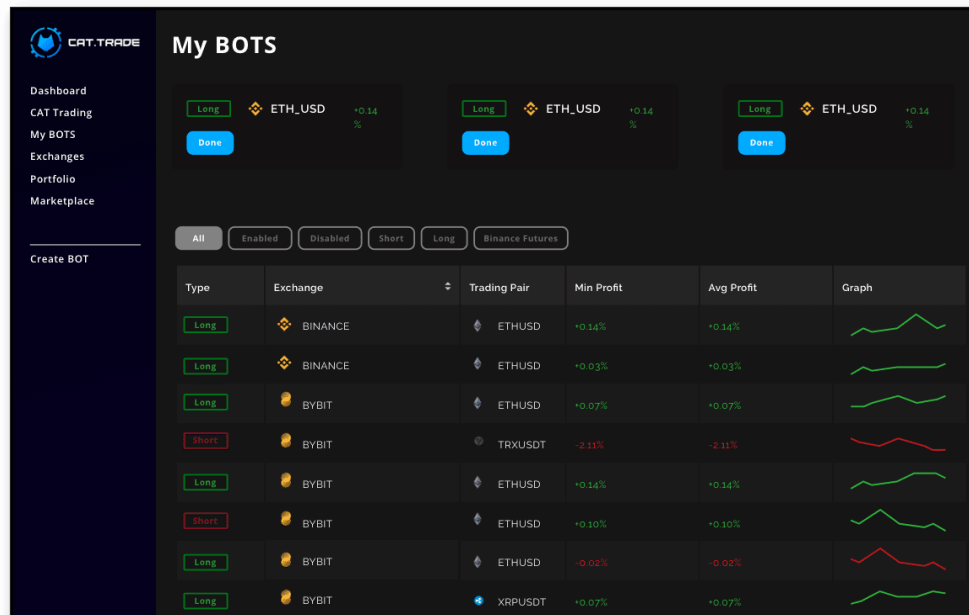 CAT.TRADE
My BOTS
Dashboard
CAT Trading
My BOTS
Exchanges
Portfolio
Marketplace
Create BOT
Long ETH_USD +0.14
%
Done
Long ETH_USD +0.14
%
Done
Long ETH_USD +0.14
%
Done
All Enabled Disabled Short Long Binance Futures
Type Exchange Trading Pair Min Profit Avg Profit Graph
Long BINANCE ETHUSD +0.14% +0.14%
Long BINANCE ETHUSD +0.03% +0.03%
Long BYBIT ETHUSD +0.07% +0.07%
Short BYBIT TRXUSDT -2.11% -2.11%
Long BYBIT ETHUSD +0.14% +0.14%
Short BYBIT ETHUSD +0.10% +0.10%
Long BYBIT ETHUSD -0.02% -0.02%
Long BYBIT XRPUSDT +0.07% +0.07%